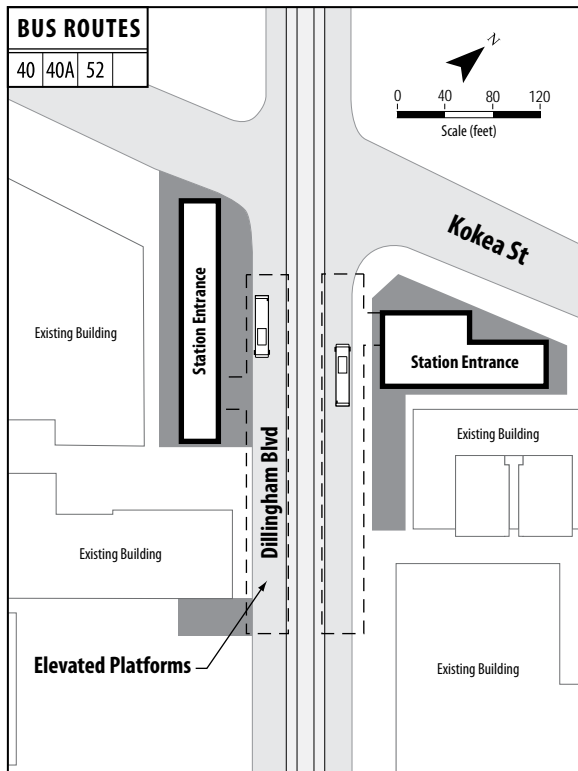 BUS ROUTES
40 40A 52
N
0 40 80 120
Scale (feet)
Kokea St
Existing Building
Station Entrance
Station Entrance
Existing Building
Dillingham Blvd
Existing Building
Elevated Platforms
Existing Building